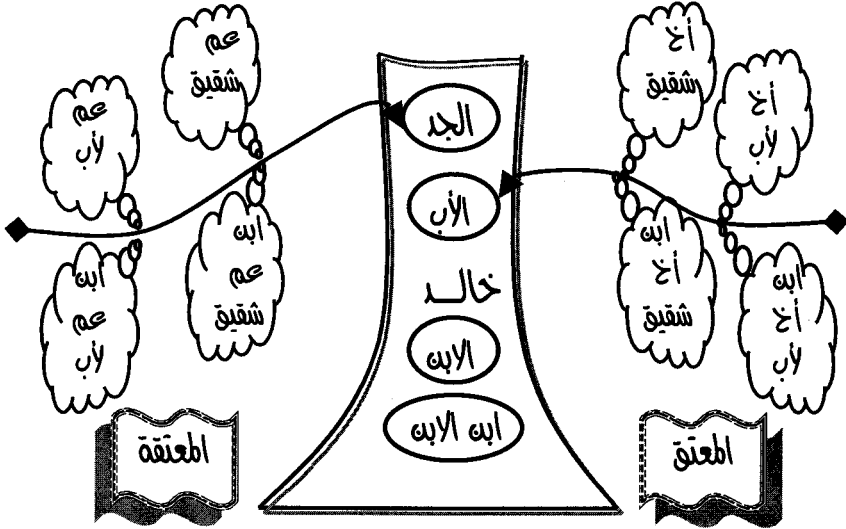 أخ
شقيق
أخ
لأب
ابن
أخ
شقيق
ابن
أخ
لأب
المعتق
الجد
الأب
خالد
الابن
ابن الابن
عم
شقيق
عم
لأب
ابن
عم
شقيق
ابن
عم
لأب
المعتقة